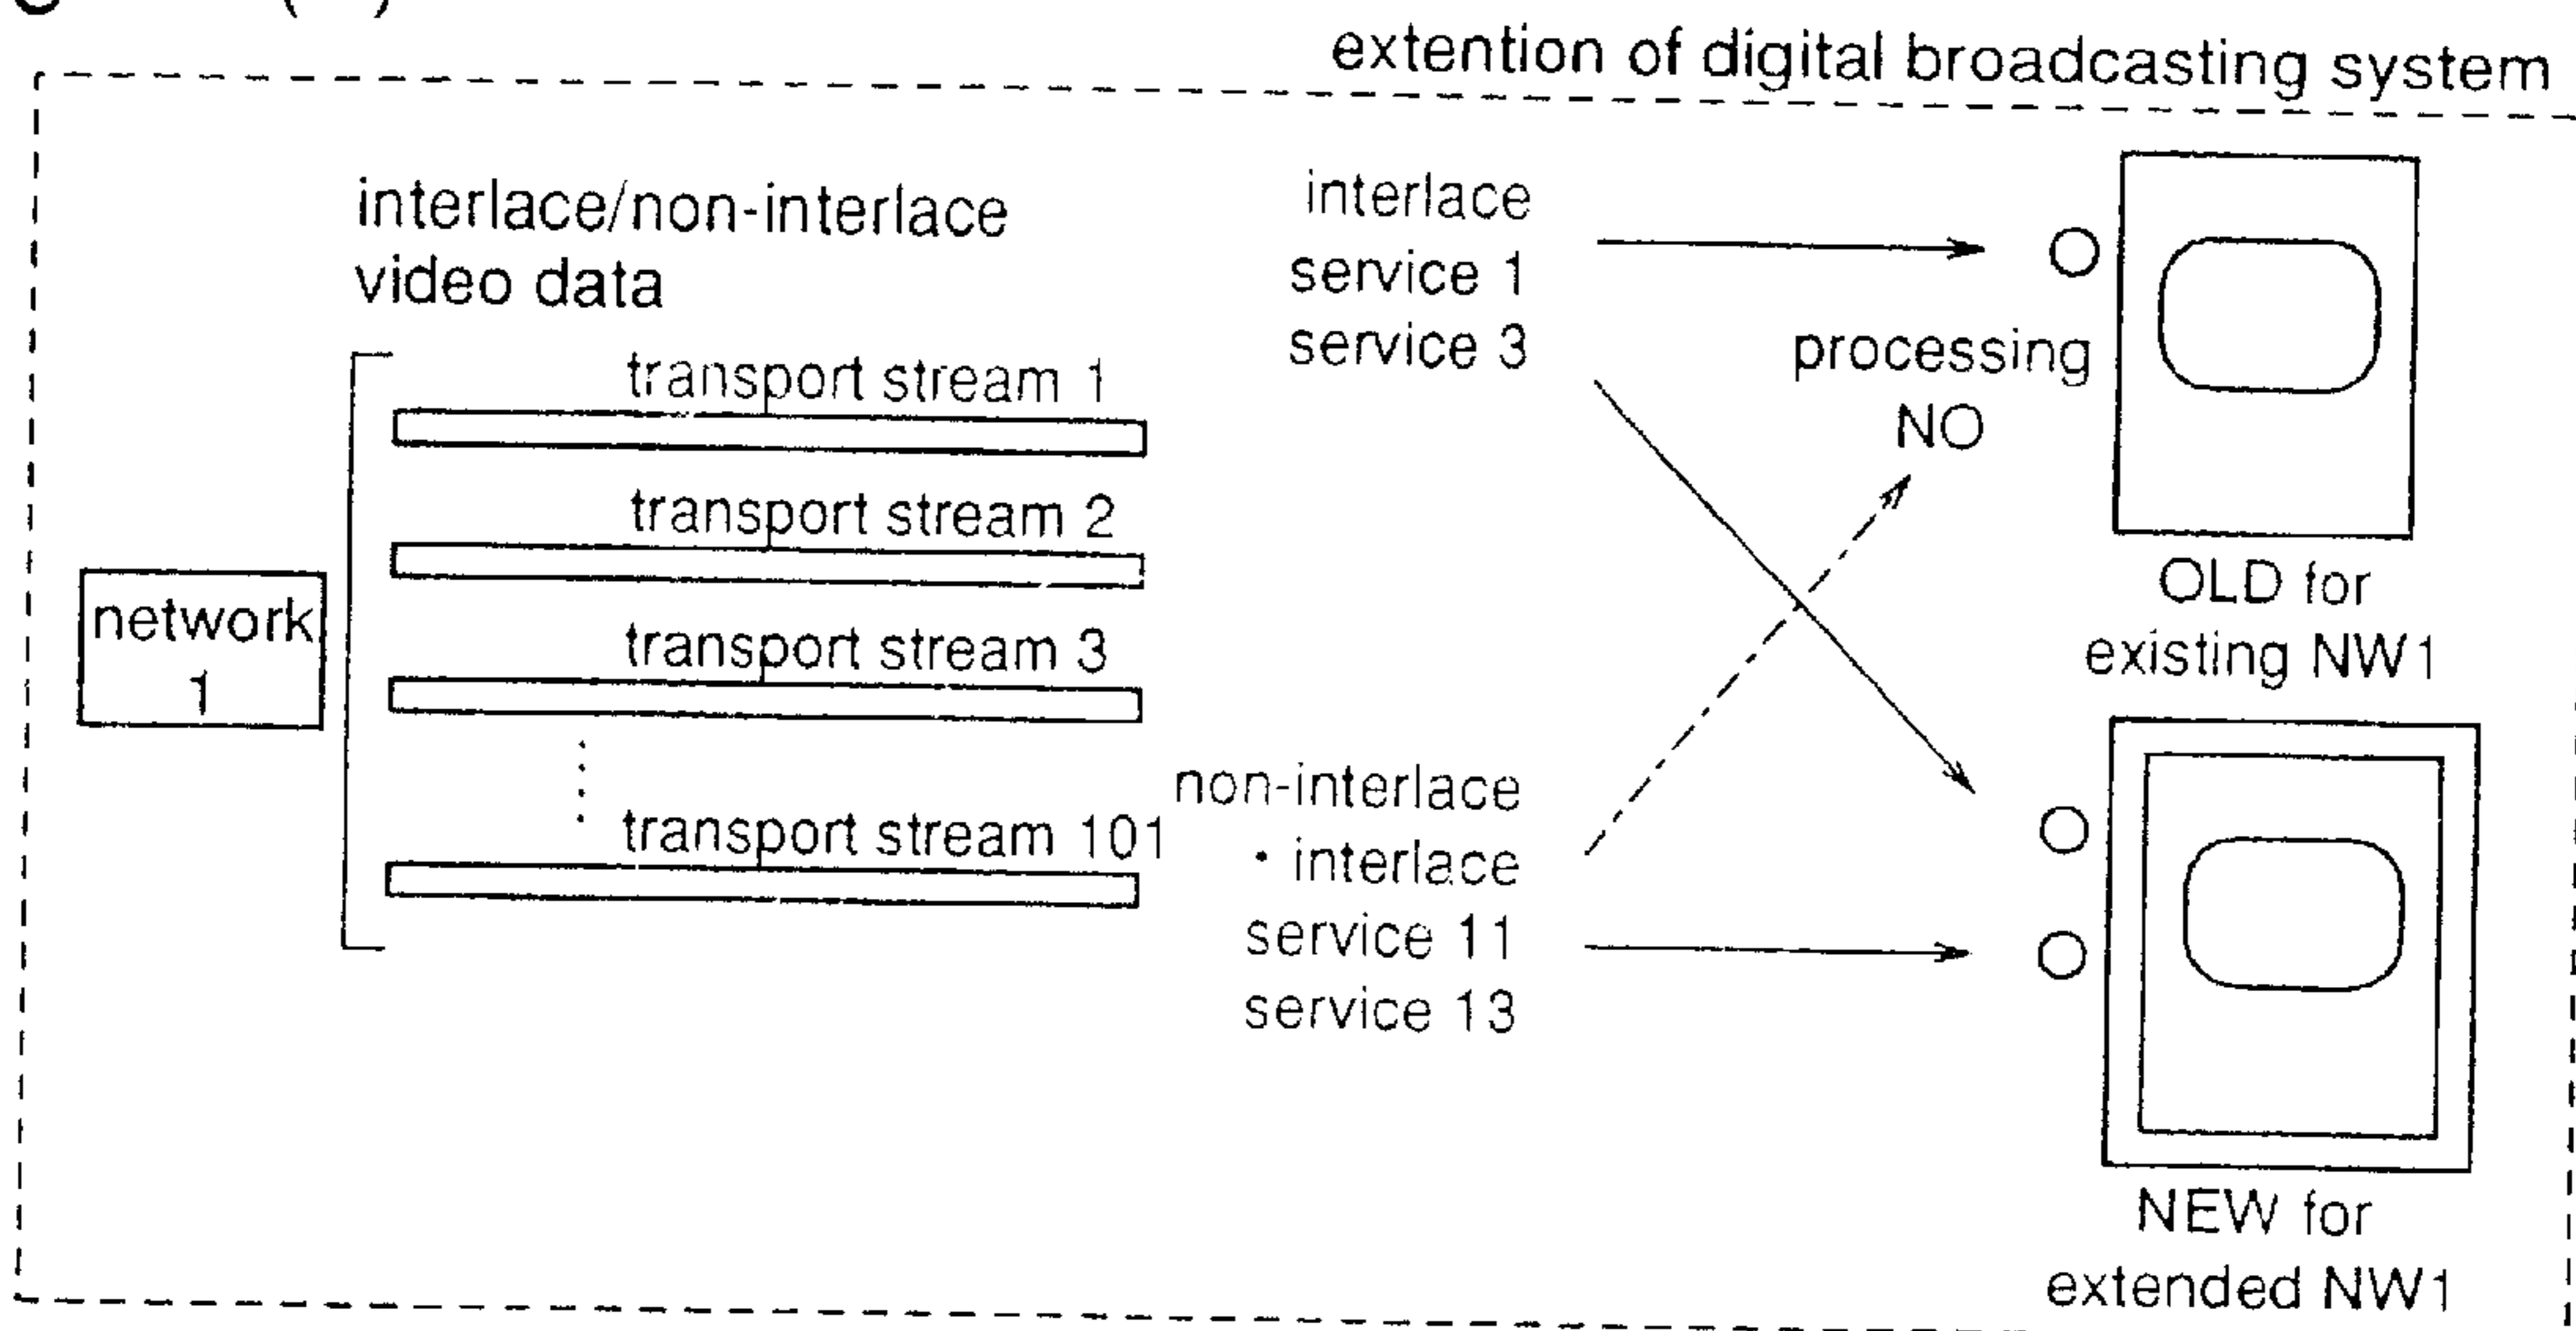 extention of digital broadcasting system
interlace/non-interlace
video data
transport stream 1
transport stream 2
transport stream 3
transport stream 101
network
1
interlace
service 1
service 3
non-interlace
· interlace
service 11
service 13
processing
NO
OLD for
existing NW1
NEW for
extended NW1